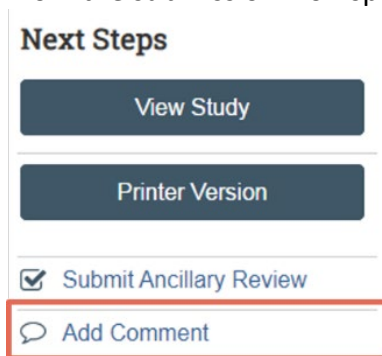 Next Steps
View Study
Printer Version
Submit Ancillary Review
Add Comment